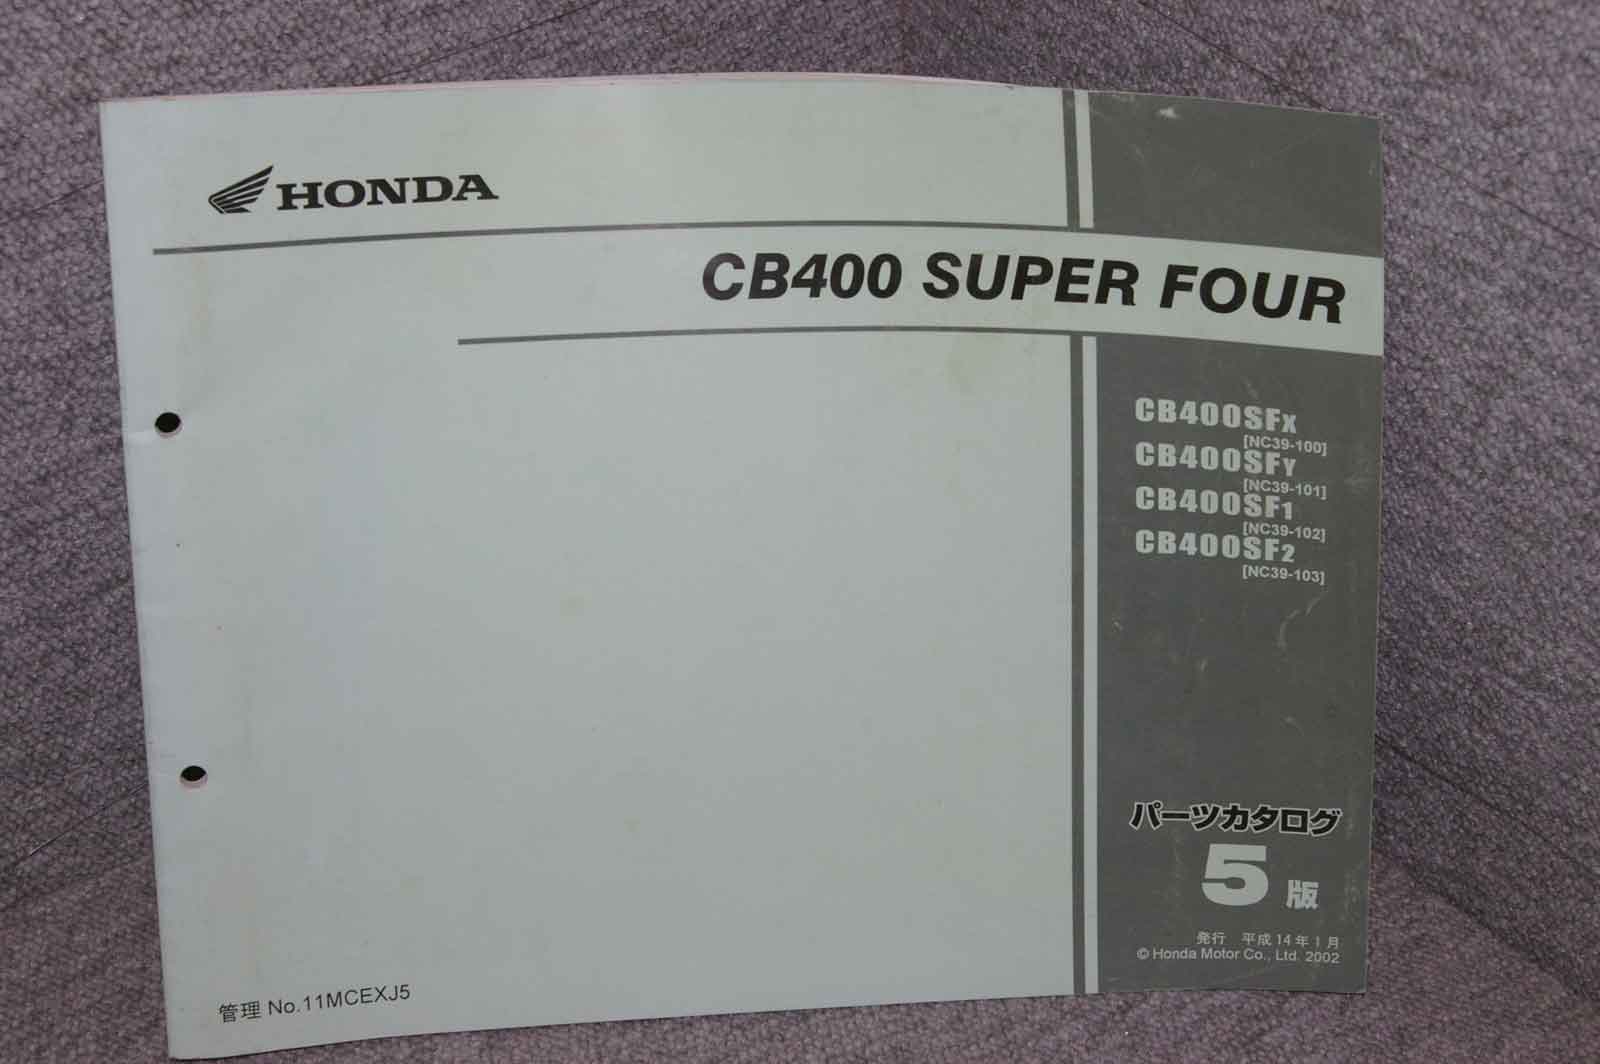 HONDA
CB400 SUPER FOUR
CB400SFX
[NC39-100]
CB400SFY
[NC39-101]
CB400SF1
[NC39-102]
CB400SF2
[NC39-103]
パーツカタログ
5 版
発行 平成14年1月
© Honda Motor Co., Ltd. 2002
管理 No.11MCEXJ5